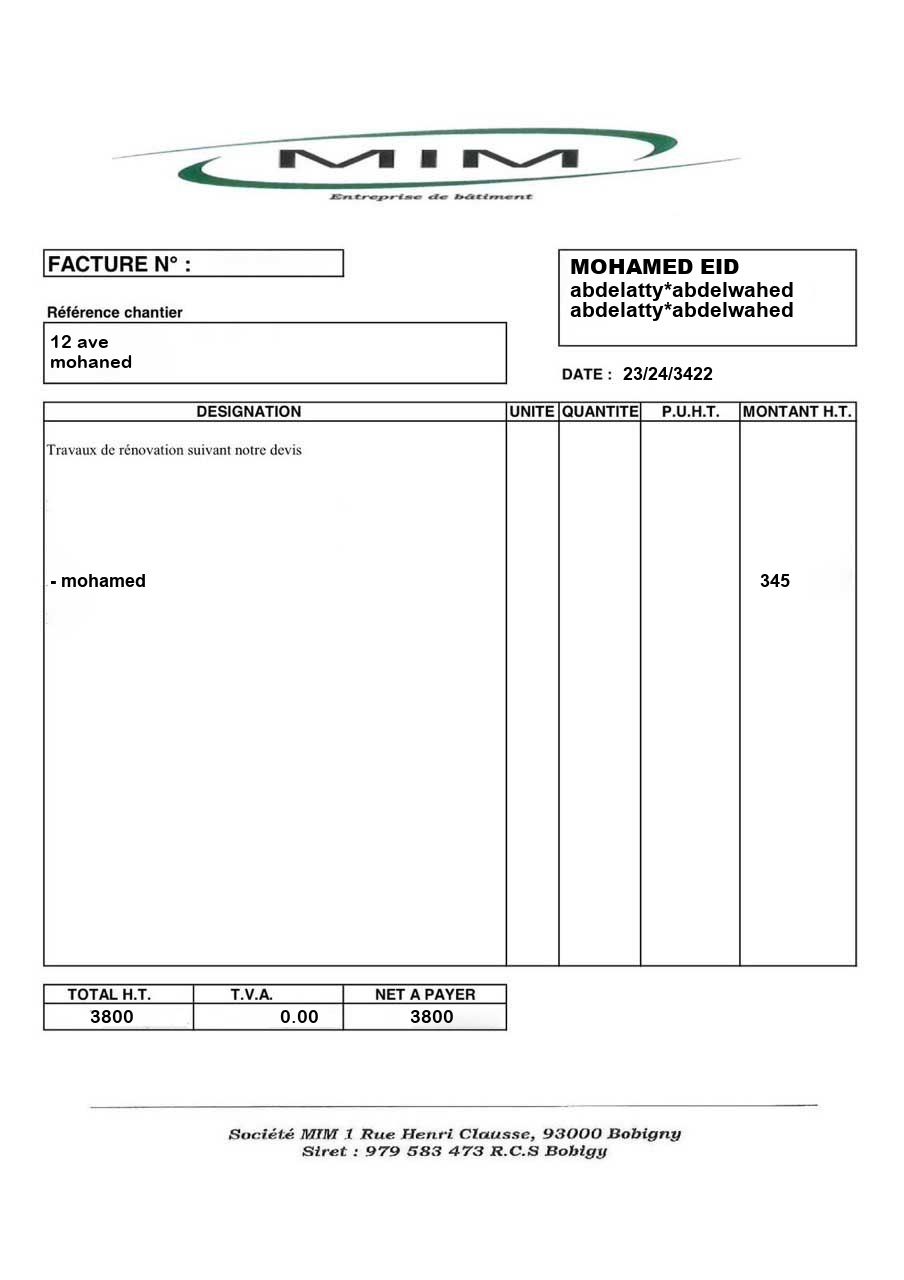 MIM
Entreprise de bâtiment
FACTURE N° :
MOHAMED EID
abdelatty*abdelwahed
abdelatty*abdelwahed
Référence chantier
12 ave
mohaned
DATE : 23/24/3422
DESIGNATION UNITE QUANTITE P.U.H.T. MONTANT H.T.
Travaux de rénovation suivant notre devis
- mohamed 345
TOTAL H.T. T.V.A. NET A PAYER
3800 0.00 3800
Société MIM 1 Rue Henri Clausse, 93000 Bobigny
Siret : 979 583 473 R.C.S Bobigy